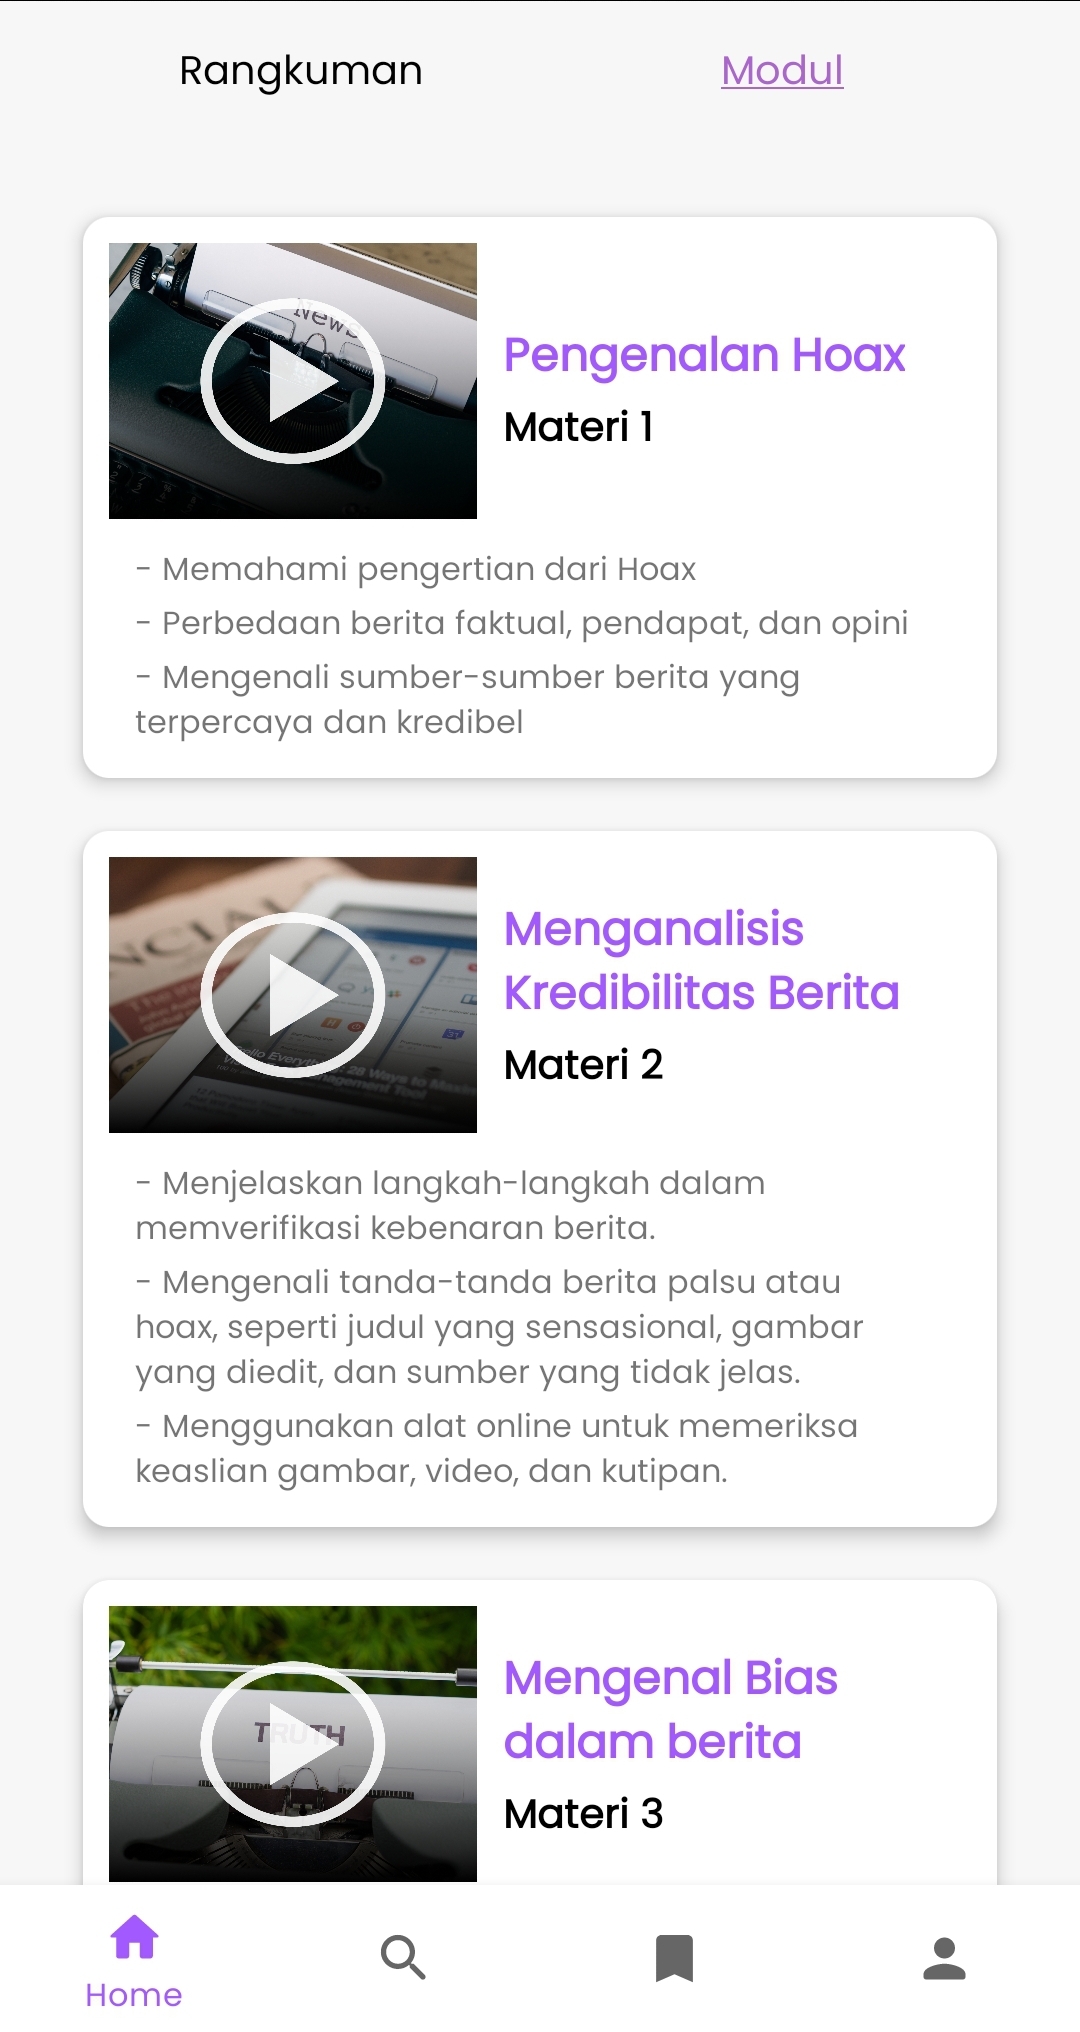 Rangkuman
Modul
News
Pengenalan Hoax
Materi 1
- Memahami pengertian dari Hoax
- Perbedaan berita faktual, pendapat, dan opini
- Mengenali sumber-sumber berita yang
terpercaya dan kredibel
Menganalisis
Kredibilitas Berita
Materi 2
- Menjelaskan langkah-langkah dalam
memverifikasi kebenaran berita.
- Mengenali tanda-tanda berita palsu atau
hoax, seperti judul yang sensasional, gambar
yang diedit, dan sumber yang tidak jelas.
- Menggunakan alat online untuk memeriksa
keaslian gambar, video, dan kutipan.
TRUTH
Mengenal Bias
dalam berita
Materi 3
Home